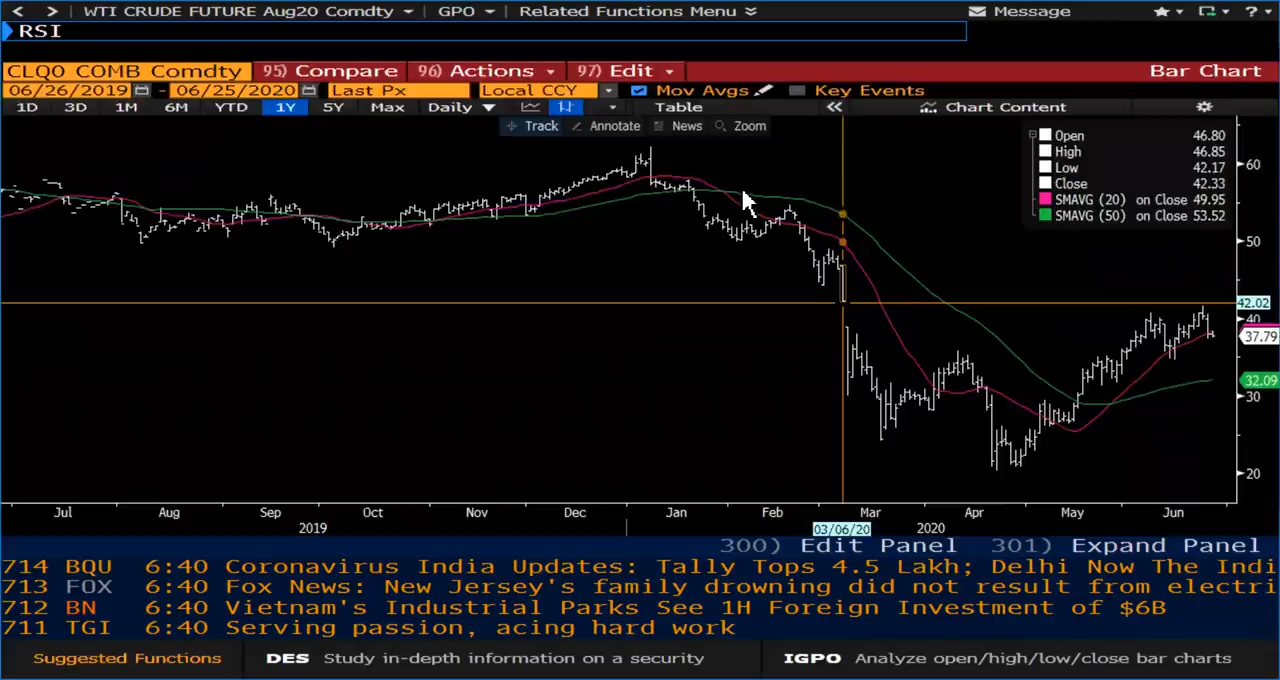 < > WTI CRUDE FUTURE Aug20 Comdty GPO Related Functions Menu Message ?
RSI
CLQ0 COMB Comdty 95) Compare 96) Actions 97) Edit Bar Chart
06/26/2019 - 06/25/2020 Last Px Local CCY Mov Avgs Key Events
1D 3D 1M 6M YTD 1Y 5Y Max Daily Table « Chart Content
Track Annotate News Zoom
Open 46.80
High 46.85
Low 42.17
Close 42.33
SMAVG (20) on Close 49.95
SMAVG (50) on Close 53.52
60
50
42.02
40
37.79
32.09
30
20
Jul Aug Sep Oct Nov Dec Jan Feb Mar Apr May Jun
2019 03/06/20 2020
300) Edit Panel 301) Expand Panel
714 BQU 6:40 Coronavirus India Updates: Tally Tops 4.5 Lakh; Delhi Now The Indi
713 FOX 6:40 Fox News: New Jersey's family drowning did not result from electri
712 BN 6:40 Vietnam's Industrial Parks See 1H Foreign Investment of $6B
711 TGI 6:40 Serving passion, acing hard work
Suggested Functions DES Study in-depth information on a security IGPO Analyze open/high/low/close bar charts